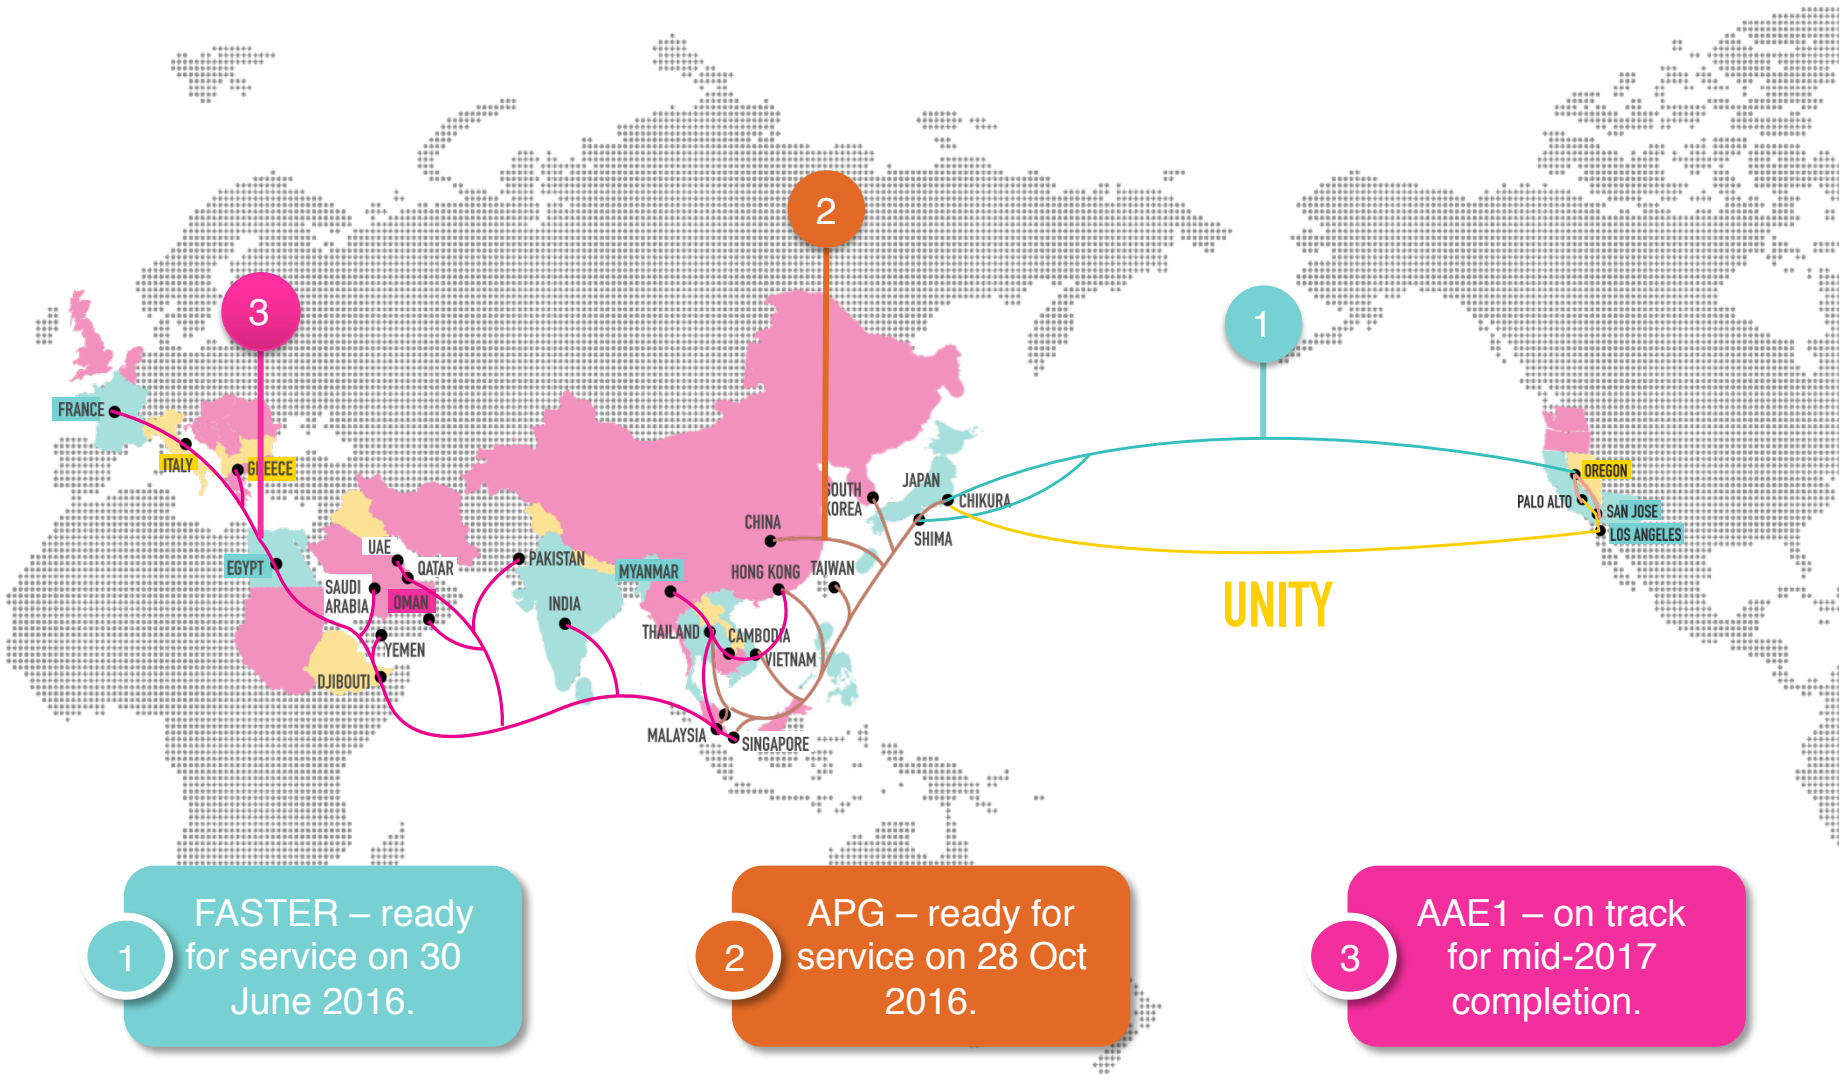 2
3
1
FRANCE
ITALY
GREECE
OREGON
JAPAN
SOUTH
KOREA
CHIKURA
PALO ALTO
SAN JOSE
CHINA
SHIMA
LOS ANGELES
UAE
QATAR
PAKISTAN
EGYPT
MYANMAR
HONG KONG
TAIWAN
SAUDI
ARABIA
OMAN
INDIA
UNITY
THAILAND
CAMBODIA
YEMEN
VIETNAM
DJIBOUTI
MALAYSIA
SINGAPORE
1
FASTER – ready
for service on 30
June 2016.
2
APG – ready for
service on 28 Oct
2016.
3
AAE1 – on track
for mid-2017
completion.